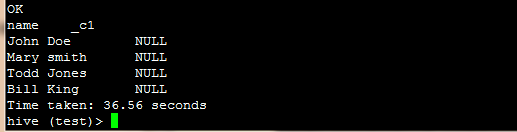 OK
name _c1
John Doe NULL
Mary smith NULL
Todd Jones NULL
Bill King NULL
Time taken: 36.56 seconds
hive (test)>